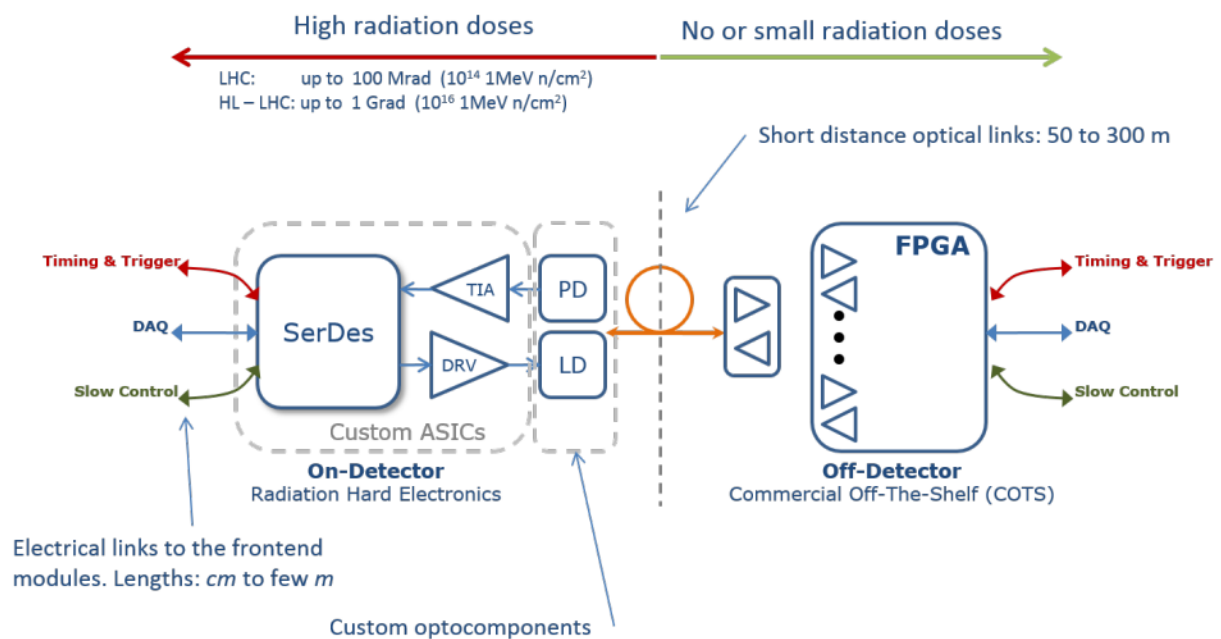 High radiation doses
No or small radiation doses
LHC: up to 100 Mrad (10¹⁴ 1MeV n/cm²)
HL – LHC: up to 1 Grad (10¹⁶ 1MeV n/cm²)
Short distance optical links: 50 to 300 m
Timing & Trigger
DAQ
Slow Control
SerDes
TIA
DRV
PD
LD
Custom ASICs
FPGA
Timing & Trigger
DAQ
Slow Control
On-Detector
Radiation Hard Electronics
Off-Detector
Commercial Off-The-Shelf (COTS)
Electrical links to the frontend
modules. Lengths: cm to few m
Custom optocomponents